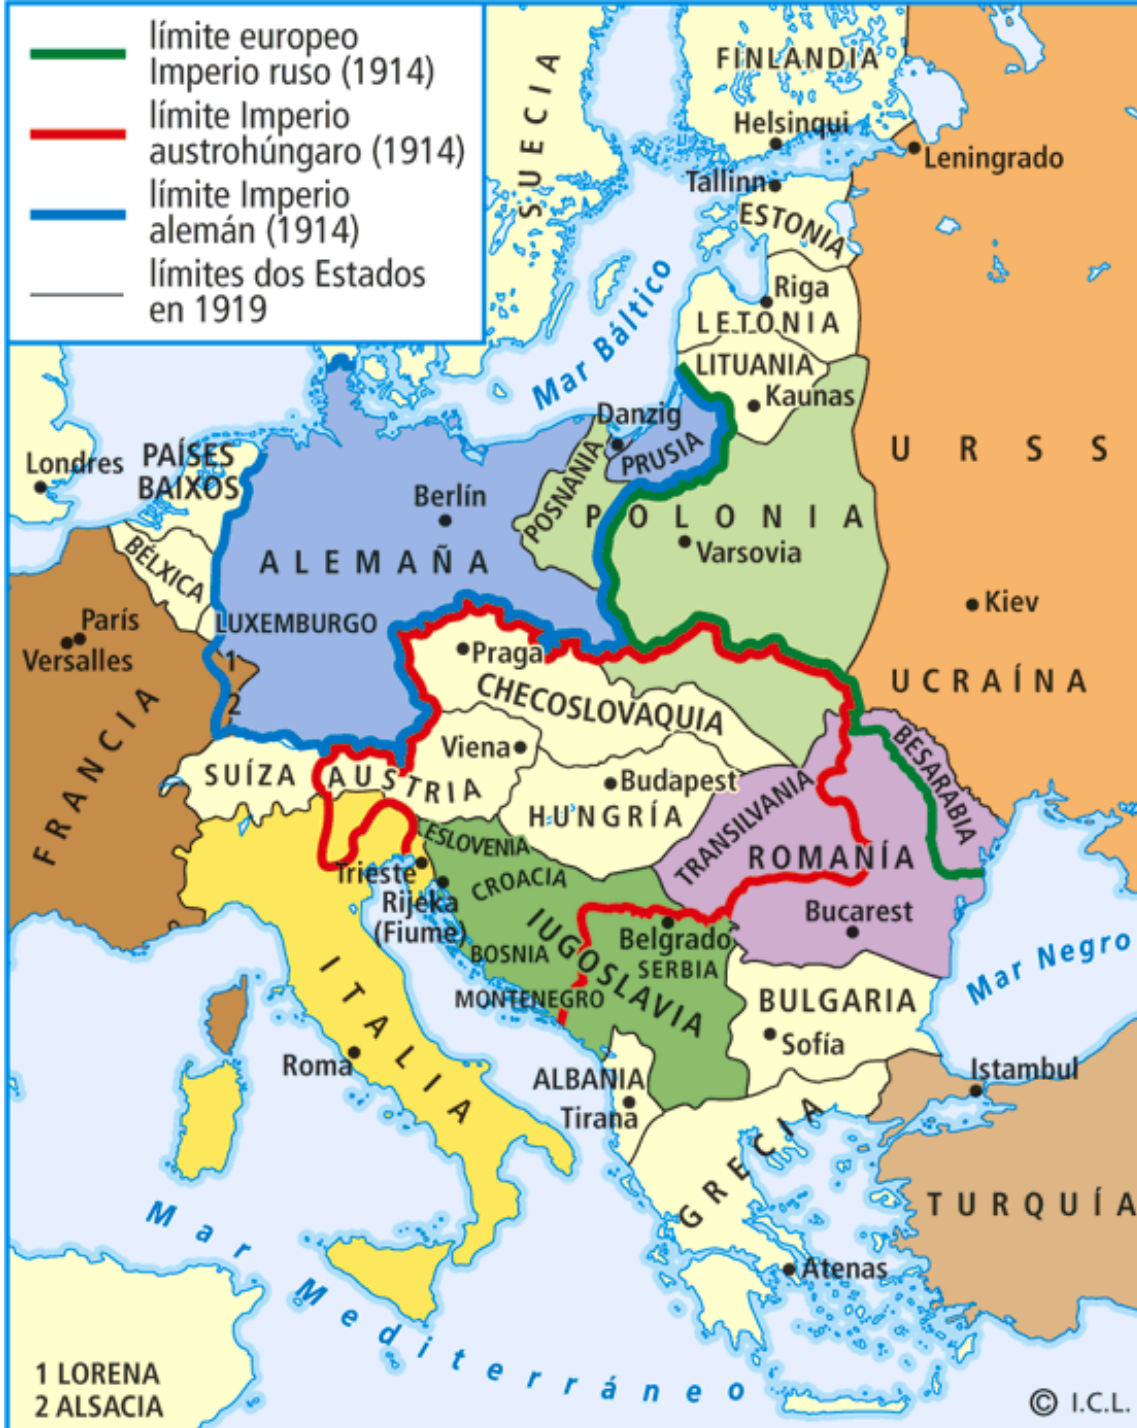 límite europeo
Imperio ruso (1914)
límite Imperio
austrohúngaro (1914)
límite Imperio
alemán (1914)
límites dos Estados
en 1919
SUECIA
FINLANDIA
Helsinqui
Leningrado
Tallinn
ESTONIA
Riga
LETONIA
Mar Báltico
LITUANIA
Kaunas
Danzig
PRUSIA
URSS
Londres
PAÍSES
BAIXOS
Berlín
POSNANIA
POLONIA
Varsovia
BÉLXICA
ALEMAÑA
Kiev
París
Versalles
LUXEMBURGO
1
2
Praga
CHECOSLOVAQUIA
UCRAÍNA
FRANCIA
Viena
BESARABIA
SUÍZA
AUSTRIA
Budapest
HUNGRÍA
TRANSILVANIA
ROMANÍA
ESLOVENIA
Trieste
CROACIA
Rijeka
(Fiume)
IUGOSLAVIA
Belgrado
Bucarest
BOSNIA
SERBIA
Mar Negro
ITALIA
MONTENEGRO
BULGARIA
Sofía
Roma
ALBANIA
Tirana
Istambul
GRECIA
TURQUÍA
Mar Mediterráneo
Atenas
1 LORENA
2 ALSACIA
© I.C.L.